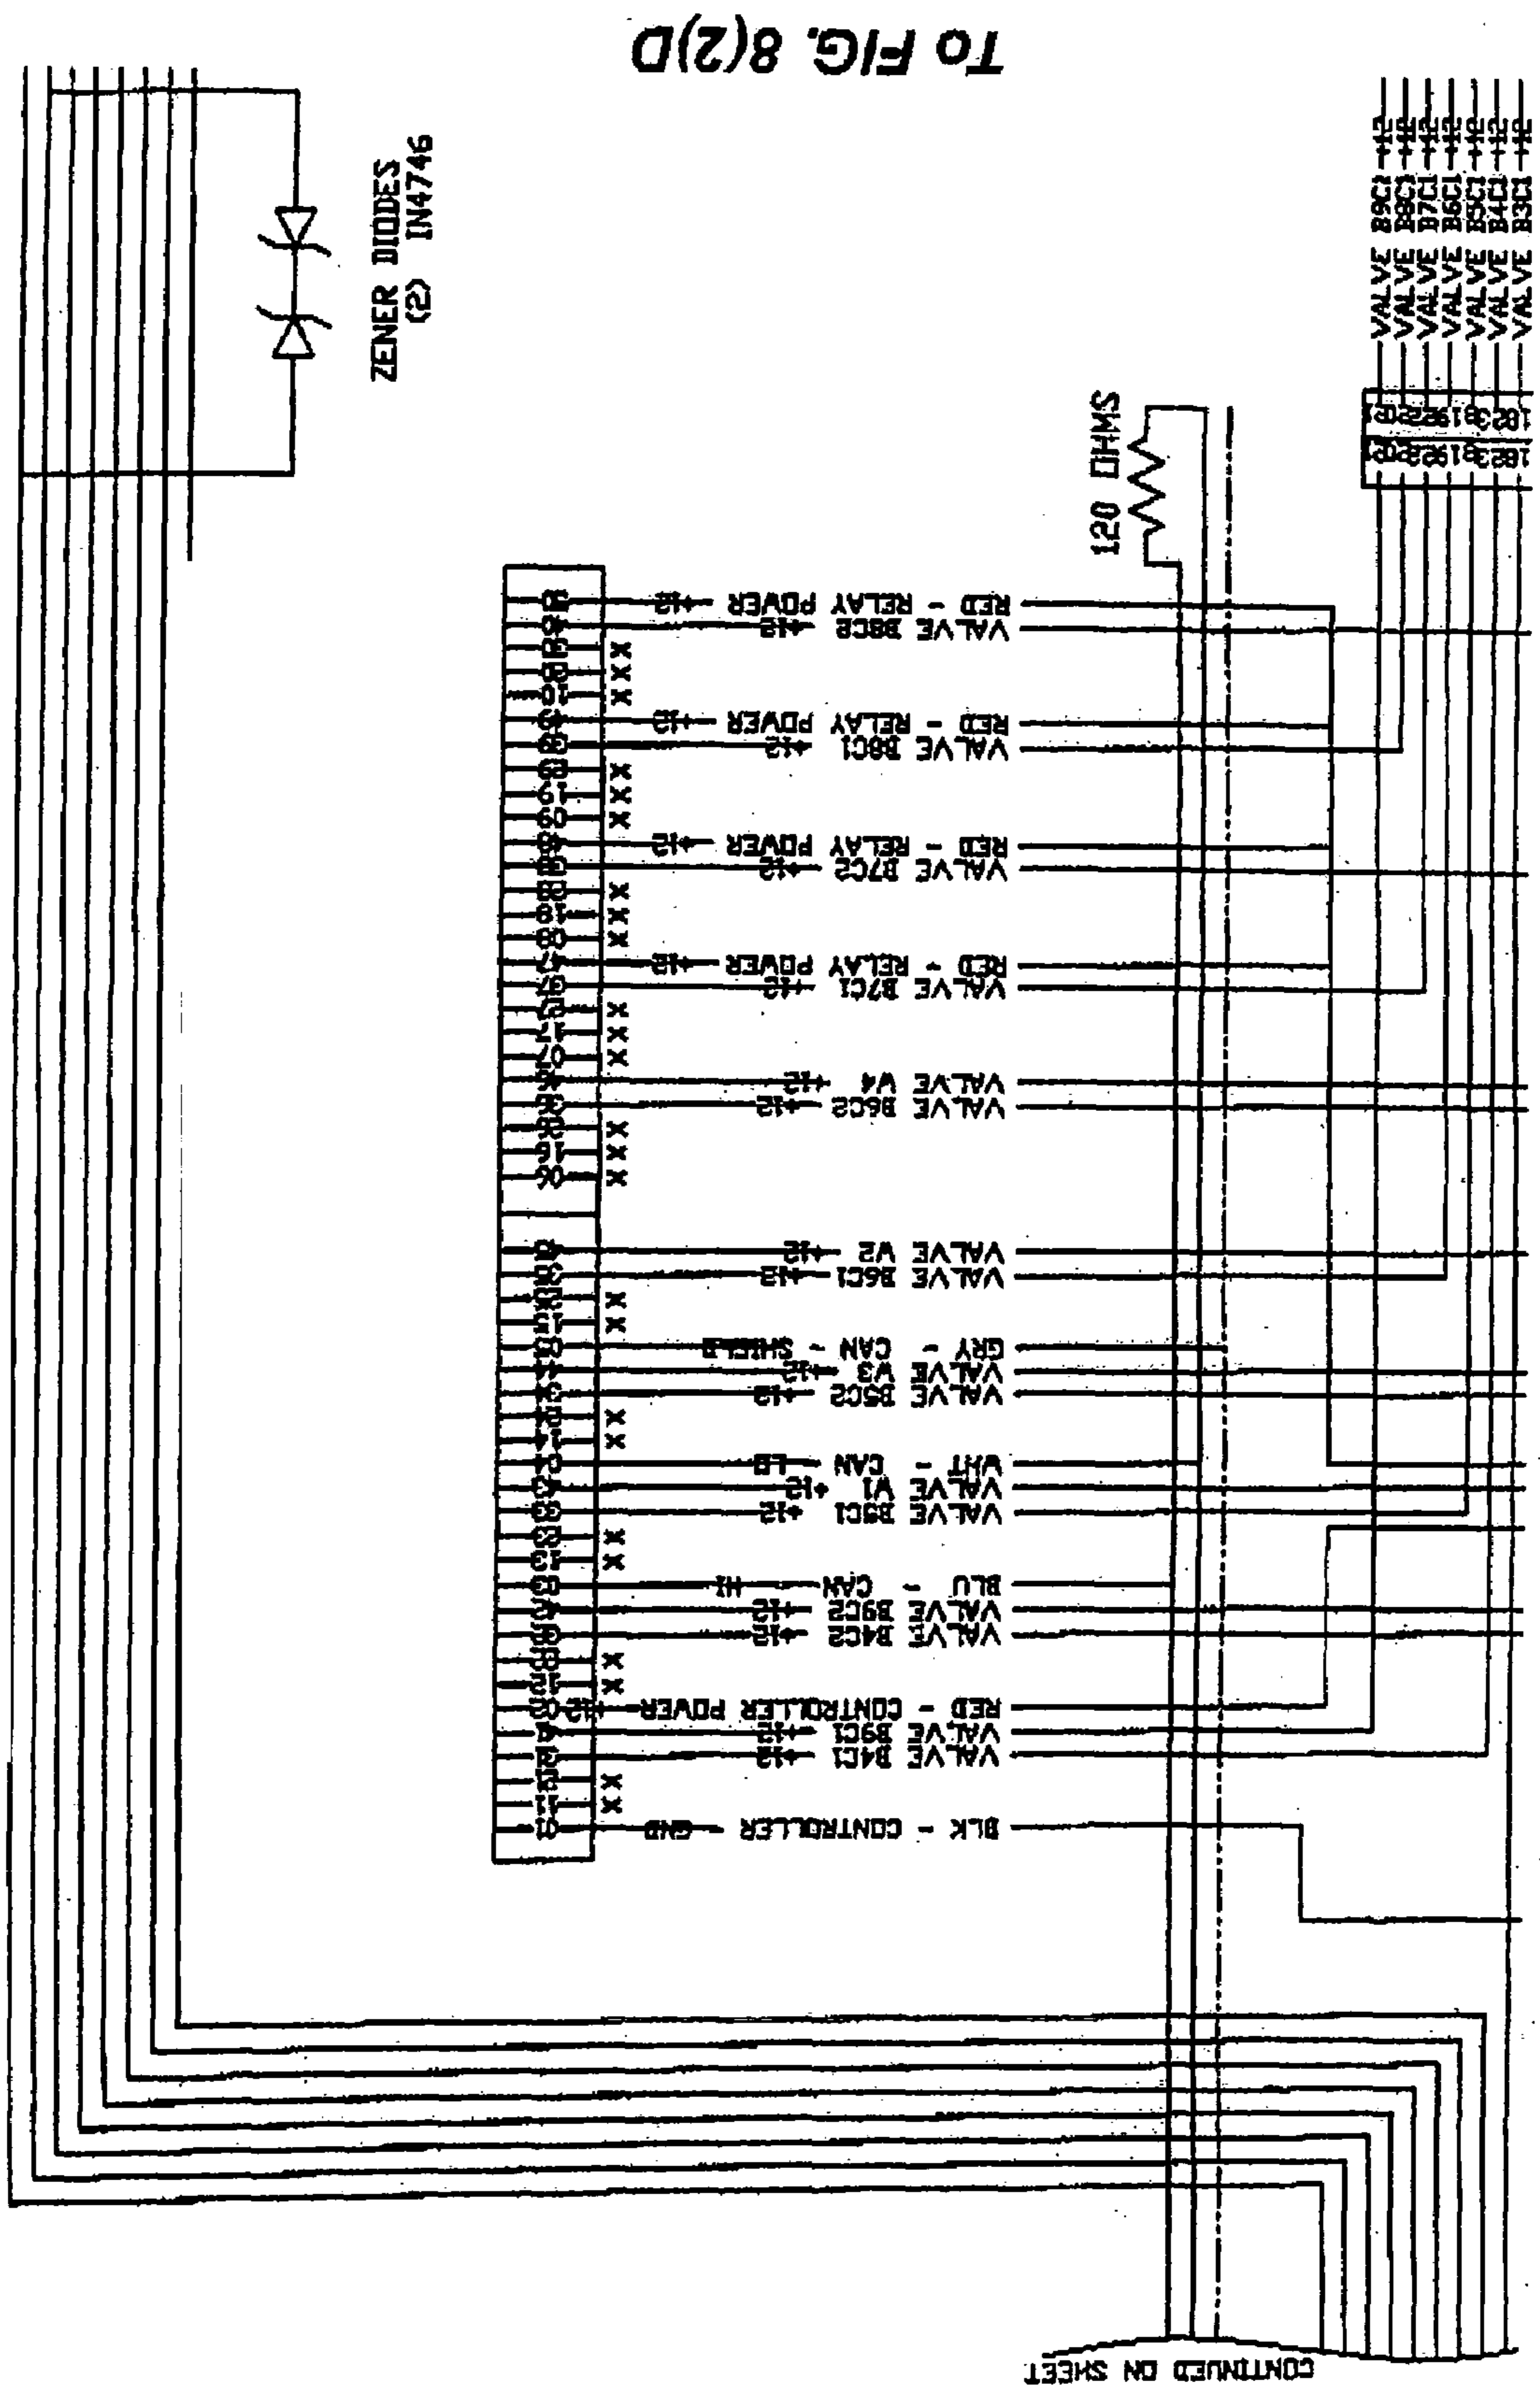 To FIG. 8(2)D
ZENER DIODES
(2) 1N4746
120 OHMS
VALVE B9C1 +12
VALVE B8C1 +12
VALVE B7C1 +12
VALVE B6C1 +12
VALVE B5C1 +12
VALVE B4C1 +12
VALVE B3C1 +12
RED - RELAY POWER +12
VALVE B8C2 +12
X
X
X
RED - RELAY POWER +12
VALVE B8C1 +12
X
X
X
RED - RELAY POWER +12
VALVE B7C2 +12
X
X
X
RED - RELAY POWER +12
VALVE B7C1 +12
X
X
X
VALVE W4 +12
VALVE B6C2 +12
X
X
X
VALVE W2 +12
VALVE B6C1 +12
X
X
GRY - CAN - SHIELD
VALVE W3 +12
VALVE B5C2 +12
X
X
WHT - CAN LO
VALVE W1 +12
VALVE B5C1 +12
X
X
BLU - CAN HI
VALVE B9C2 +12
VALVE B4C2 +12
X
X
RED - CONTROLLER POWER +12
VALVE B9C1 +12
VALVE B4C1 +12
X
X
BLK - CONTROLLER GND
CONTINUED ON SHEET